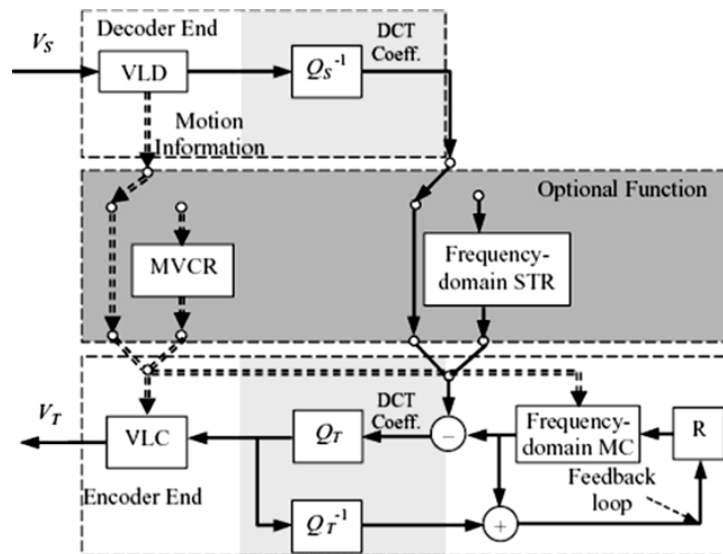 Decoder End
V_S
VLD
Q_S^-1
DCT
Coeff.
Motion
Information
Optional Function
MVCR
Frequency-
domain STR
V_T
VLC
Q_T
DCT
Coeff.
−
Frequency-
domain MC
R
Encoder End
Q_T^-1
+
Feedback
loop